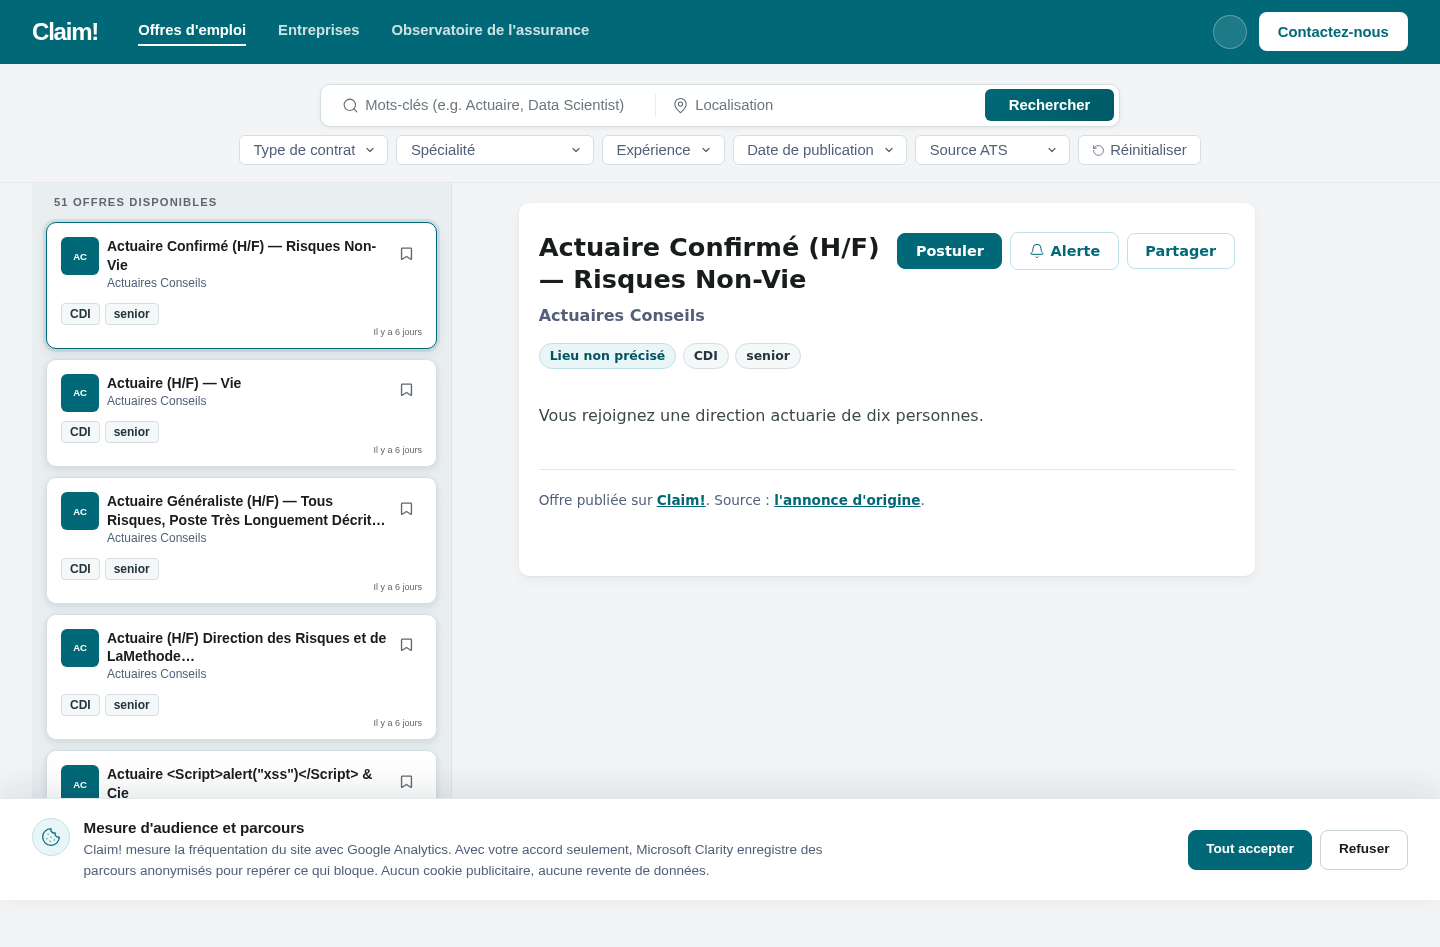 Claim!
Offres d'emploi
Entreprises
Observatoire de l'assurance
Contactez-nous
Mots-clés (e.g. Actuaire, Data Scientist)
Localisation
Rechercher
Type de contrat
Spécialité
Expérience
Date de publication
Source ATS
Réinitialiser
51 OFFRES DISPONIBLES
AC
Actuaire Confirmé (H/F) — Risques Non-
Vie
Actuaires Conseils
CDI
senior
Il y a 6 jours
AC
Actuaire (H/F) — Vie
Actuaires Conseils
CDI
senior
Il y a 6 jours
AC
Actuaire Généraliste (H/F) — Tous
Risques, Poste Très Longuement Décrit…
Actuaires Conseils
CDI
senior
Il y a 6 jours
AC
Actuaire (H/F) Direction des Risques et de
LaMethode…
Actuaires Conseils
CDI
senior
Il y a 6 jours
AC
Actuaire <Script>alert("xss")</Script> &
Cie
Actuaire Confirmé (H/F)
— Risques Non-Vie
Postuler
Alerte
Partager
Actuaires Conseils
Lieu non précisé
CDI
senior
Vous rejoignez une direction actuarie de dix personnes.
Offre publiée sur Claim!. Source : l'annonce d'origine.
Mesure d'audience et parcours
Claim! mesure la fréquentation du site avec Google Analytics. Avec votre accord seulement, Microsoft Clarity enregistre des
parcours anonymisés pour repérer ce qui bloque. Aucun cookie publicitaire, aucune revente de données.
Tout accepter
Refuser